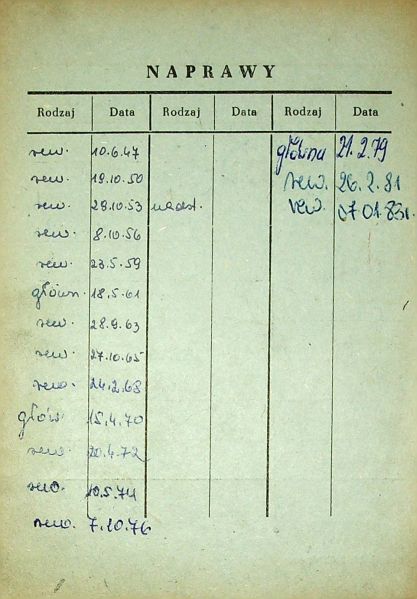 NAPRAWY
Rodzaj Data Rodzaj Data Rodzaj Data
rew. 10.6.47 główna 21.2.79
rew. 19.10.50 rew. 26.2.81
rew. 29.10.53 rew. 07.01.83r.
rew. 8.10.56
rew. 23.5.59
główn. 18.5.61
rew. 28.9.63
rew. 27.10.65
rew. 24.2.68
głów. 15.4.70
rew. 20.4.72
rew. 10.5.74
rew. 7.10.76